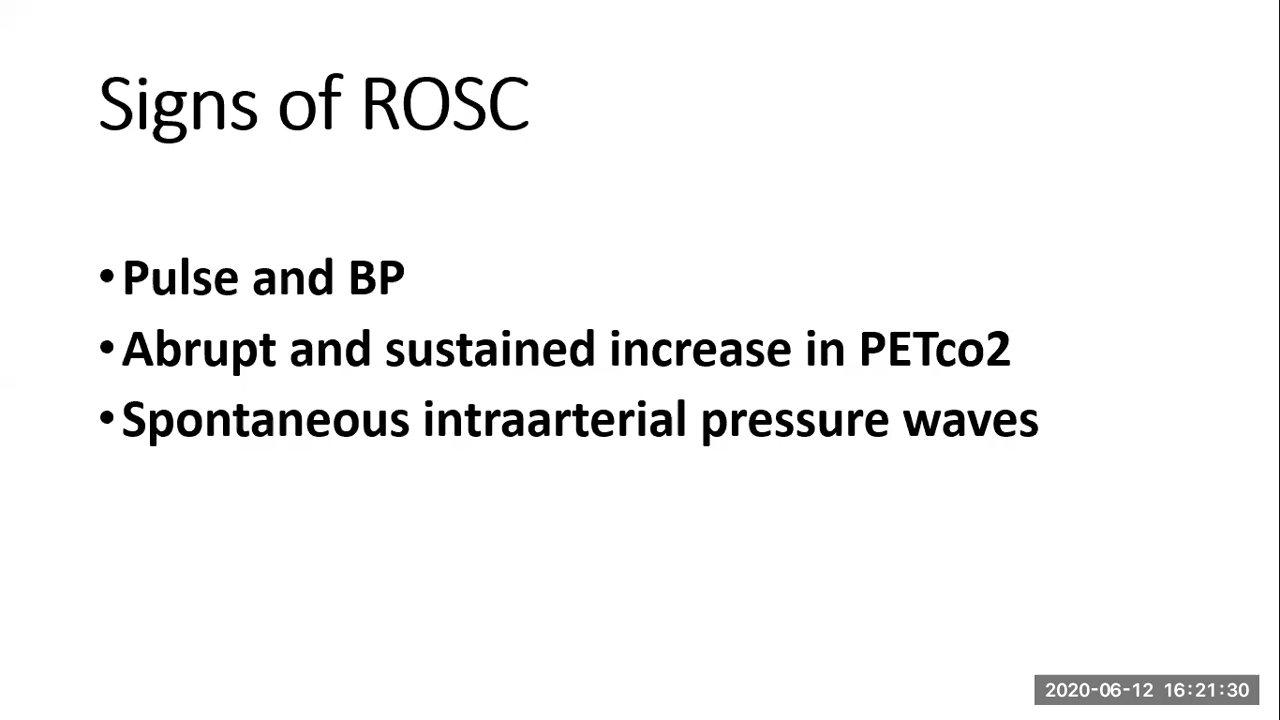 Signs of ROSC
•Pulse and BP
•Abrupt and sustained increase in PETco2
•Spontaneous intraarterial pressure waves
2020-06-12 16:21:30